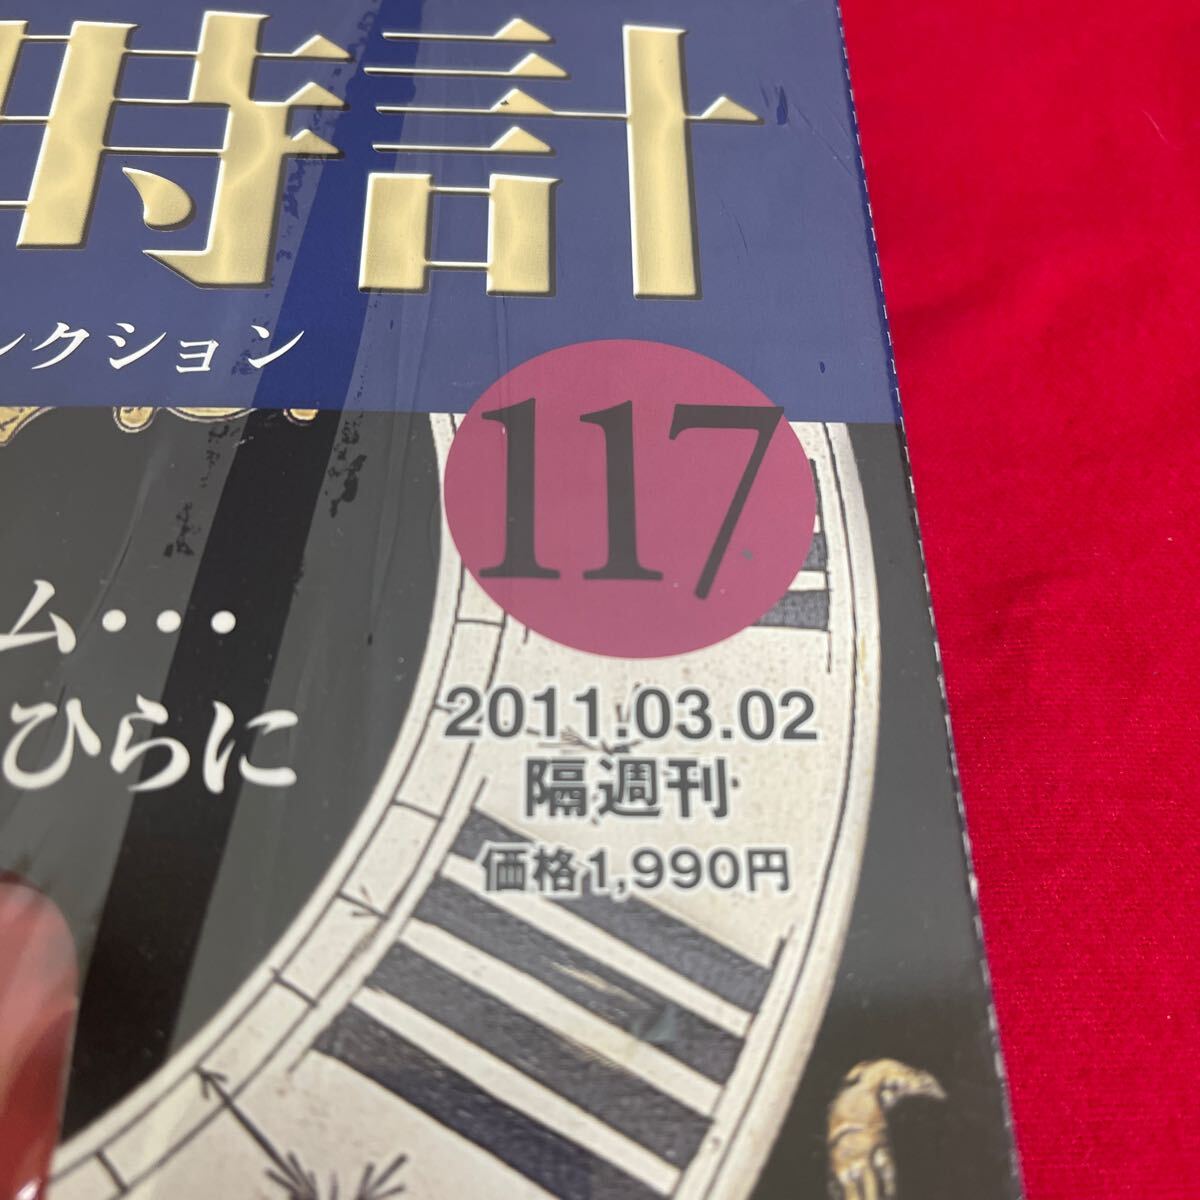 時計
レクション
117
ム・・・
ひらに
2011.03.02
隔週刊
価格1,990円